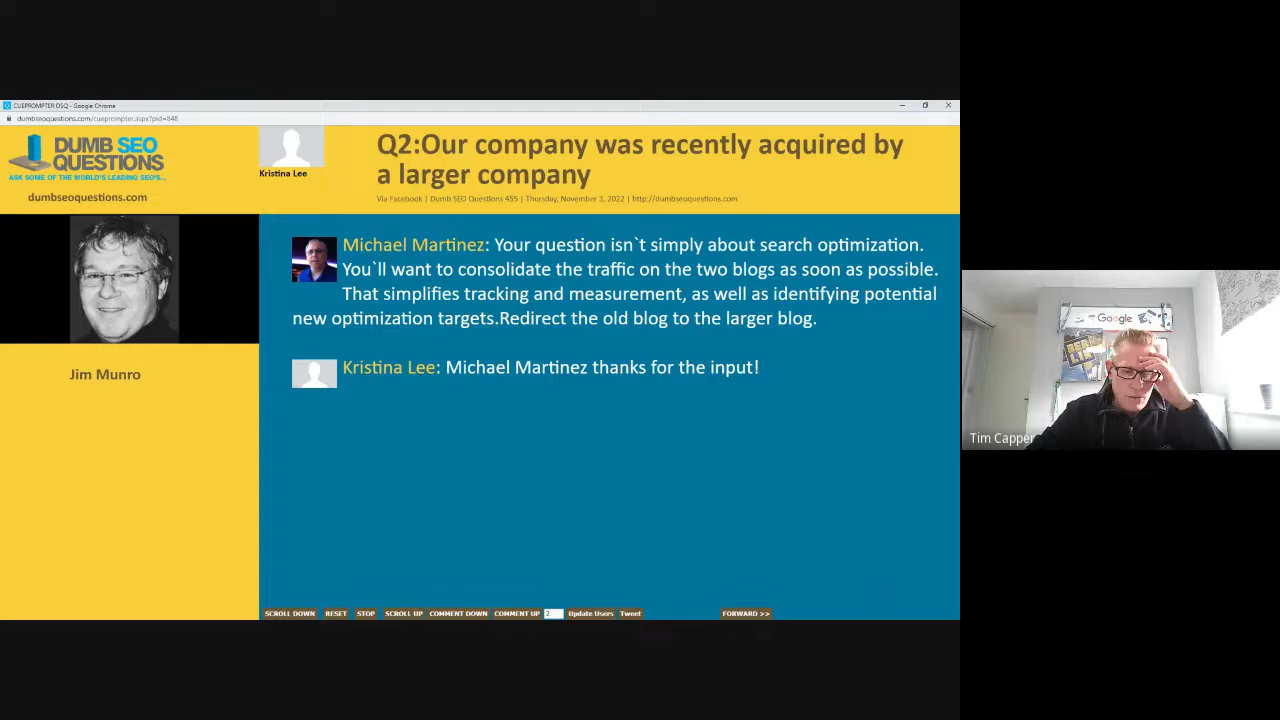 CUEPROMPTER DSQ - Google Chrome
dumbseoquestions.com/cueprompter.aspx?pid=848
DUMB SEO
QUESTIONS
ASK SOME OF THE WORLD'S LEADING SEO'S...
dumbseoquestions.com
Kristina Lee
Q2:Our company was recently acquired by
a larger company
Via Facebook | Dumb SEO Questions 455 | Thursday, November 3, 2022 | http://dumbseoquestions.com
Jim Munro
Michael Martinez: Your question isn`t simply about search optimization.
You`ll want to consolidate the traffic on the two blogs as soon as possible.
That simplifies tracking and measurement, as well as identifying potential
new optimization targets.Redirect the old blog to the larger blog.
Kristina Lee: Michael Martinez thanks for the input!
SCROLL DOWN RESET STOP SCROLL UP COMMENT DOWN COMMENT UP 2 Update Users Tweet FORWARD >>
Google
Tim Capper